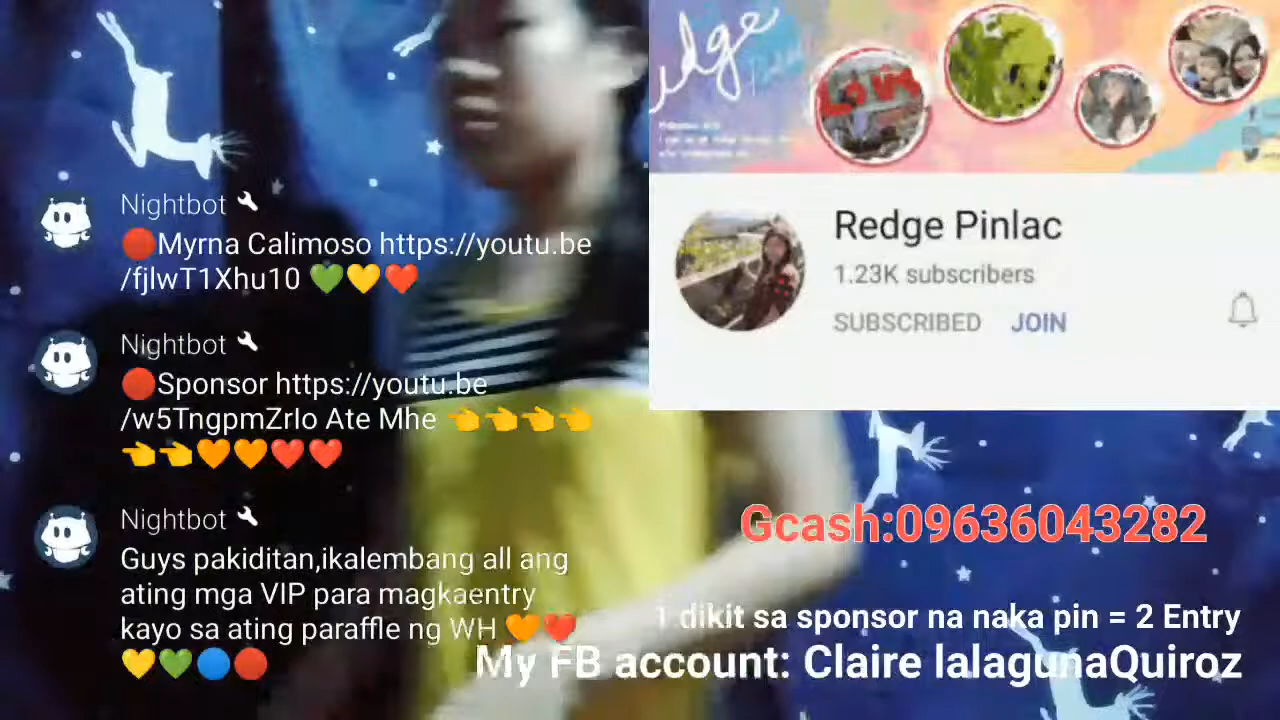 Nightbot
🔴Myrna Calimoso https://youtu.be
/fjlwT1Xhu10 💚💛❤️
Nightbot
🔴Sponsor https://youtu.be
/w5TngpmZrIo Ate Mhe 👈👈👈👈
👈👈🧡🧡❤️❤️
Nightbot
Guys pakiditan,ikalembang all ang
ating mga VIP para magkaentry
kayo sa ating paraffle ng WH 🧡❤️
💛💚🔵🔴
edge
Redge Pinlac
1.23K subscribers
SUBSCRIBED JOIN
Gcash:09636043282
1 dikit sa sponsor na naka pin = 2 Entry
My FB account: Claire lalagunaQuiroz